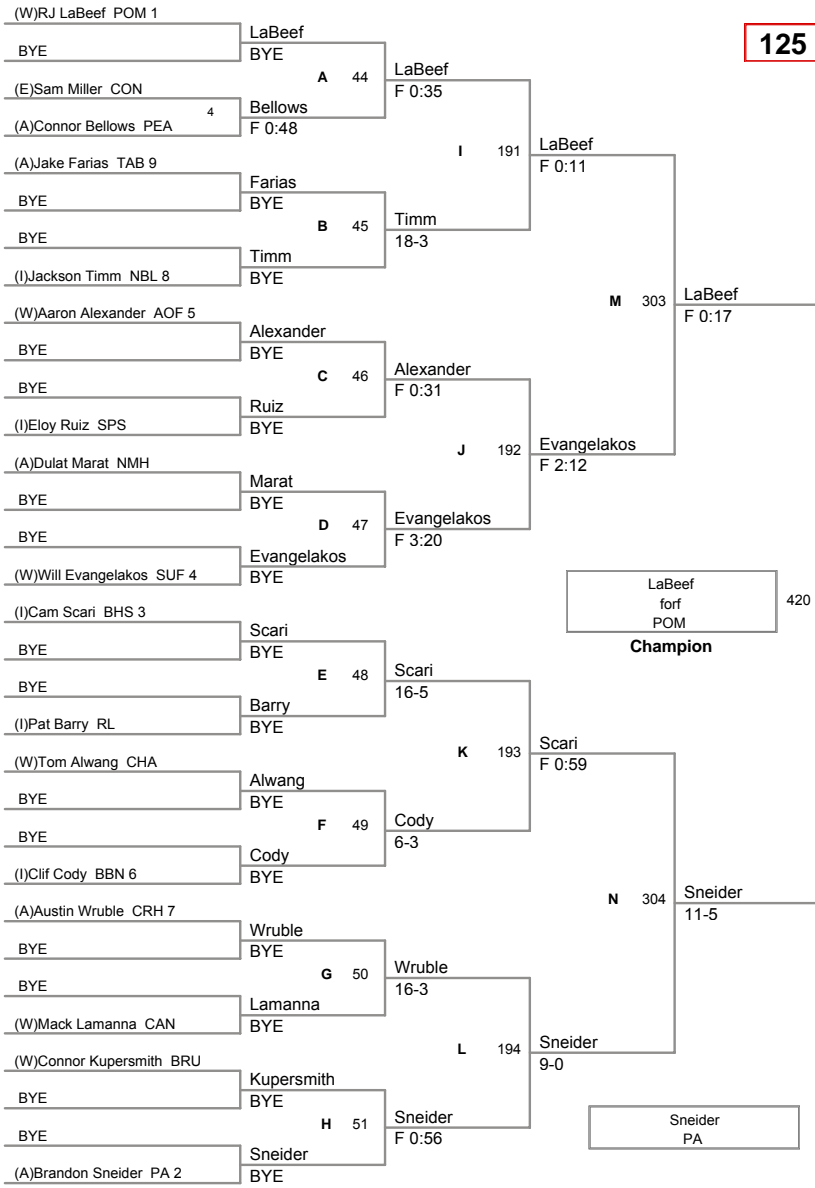 (W)RJ LaBeef POM 1
BYE
(E)Sam Miller CON
4
(A)Connor Bellows PEA
(A)Jake Farias TAB 9
BYE
BYE
(I)Jackson Timm NBL 8
(W)Aaron Alexander AOF 5
BYE
BYE
(I)Eloy Ruiz SPS
(A)Dulat Marat NMH
BYE
BYE
(W)Will Evangelakos SUF 4
(I)Cam Scari BHS 3
BYE
BYE
(I)Pat Barry RL
(W)Tom Alwang CHA
BYE
BYE
(I)Clif Cody BBN 6
(A)Austin Wruble CRH 7
BYE
BYE
(W)Mack Lamanna CAN
(W)Connor Kupersmith BRU
BYE
BYE
(A)Brandon Sneider PA 2
LaBeef
BYE
A 44
Bellows
F 0:48
Farias
BYE
B 45
Timm
BYE
Alexander
BYE
C 46
Ruiz
BYE
Marat
BYE
D 47
Evangelakos
BYE
Scari
BYE
E 48
Barry
BYE
Alwang
BYE
F 49
Cody
BYE
Wruble
BYE
G 50
Lamanna
BYE
Kupersmith
BYE
H 51
Sneider
BYE
LaBeef
F 0:35
I 191
Timm
18-3
Alexander
F 0:31
J 192
Evangelakos
F 3:20
Scari
16-5
K 193
Cody
6-3
Wruble
16-3
L 194
Sneider
F 0:56
LaBeef
F 0:11
M 303
Evangelakos
F 2:12
Scari
F 0:59
N 304
Sneider
9-0
125
LaBeef
F 0:17
LaBeef
forf
POM
420
Champion
Sneider
11-5
Sneider
PA